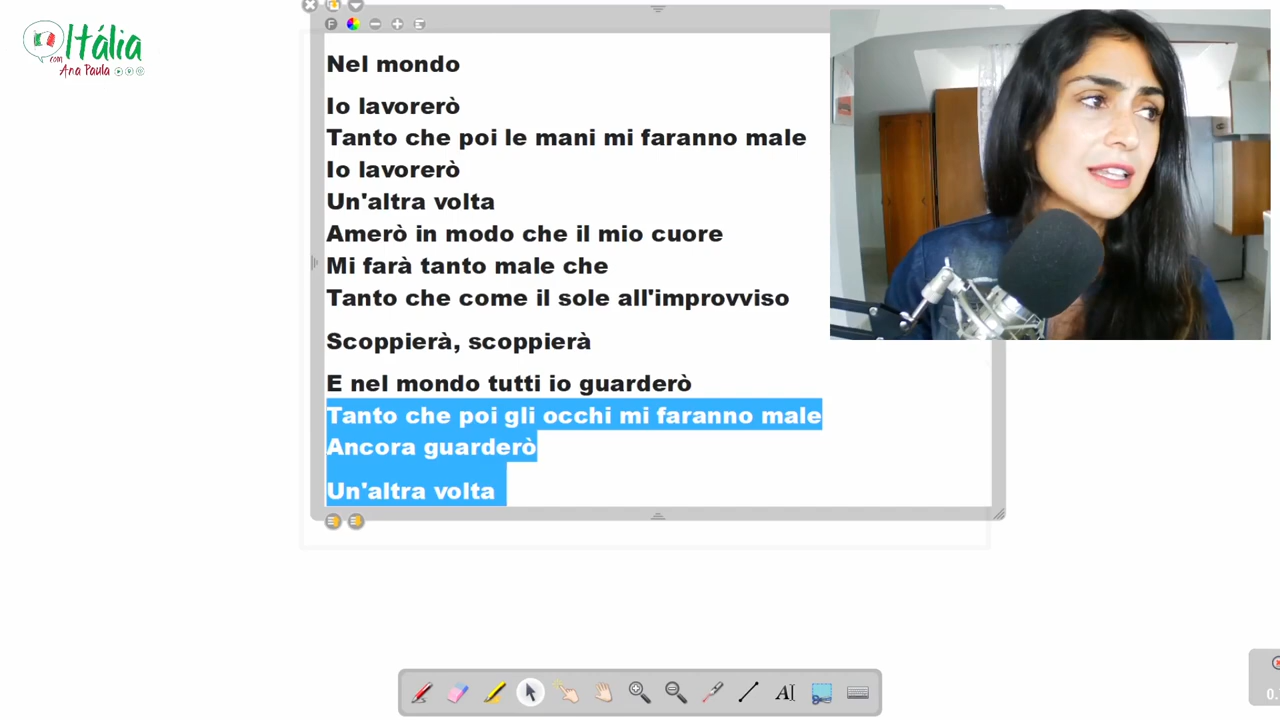 Itália
com
Ana Paula
F
Nel mondo
Io lavorerò
Tanto che poi le mani mi faranno male
Io lavorerò
Un'altra volta
Amerò in modo che il mio cuore
Mi farà tanto male che
Tanto che come il sole all'improvviso
Scoppierà, scoppierà
E nel mondo tutti io guarderò
Tanto che poi gli occhi mi faranno male
Ancora guarderò
Un'altra volta
AI
0.